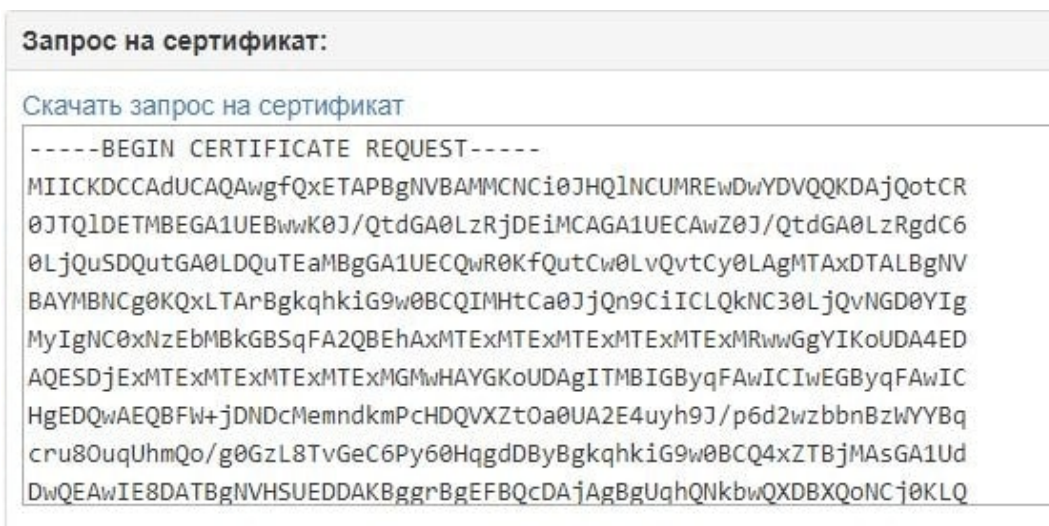 Запрос на сертификат:
Скачать запрос на сертификат
-----BEGIN CERTIFICATE REQUEST-----
MIICKDCCAdUCAQAwgfQxETAPBgNVBAMMCNCi0JHQlNCUMREwDwYDVQQKDAjQotCR
0JTQlDETMBEGA1UEBwwK0J/QtdGA0LzRjDEiMCAGA1UECAwZ0J/QtdGA0LzRgdC6
0LjQuSDQutGA0LDQuTEaMBgGA1UECQwR0KfQutCw0LvQvtCy0LAgMTAxDTALBgNV
BAYMBNCg0KQxLTArBgkqhkiG9w0BCQIMHtCa0JjQn9CiICLQkNC30LjQvNGD0YIg
MyIgNC0xNzEbMBkGBSqFA2QBEhAxMTExMTExMTExMTExMTExMRwwGgYIKoUDA4ED
AQESDjExMTExMTExMTExMTExMGMwHAYGKoUDAgITMBIGByqFAwICIwEGByqFAwIC
HgEDQwAEQBFW+jDNDcMemndkmPcHDQVXZtOa0UA2E4uyh9J/p6d2wzbbnBzWYYBq
cru8OuqUhmQo/g0GzL8TvGeC6Py60HqgdDByBgkqhkiG9w0BCQ4xZTBjMAsGA1Ud
DwQEAwIE8DATBgNVHSUEDDAKBggrBgEFBQcDAjAgBgUqhQNkbwQXDBXQoNCj0KLQ